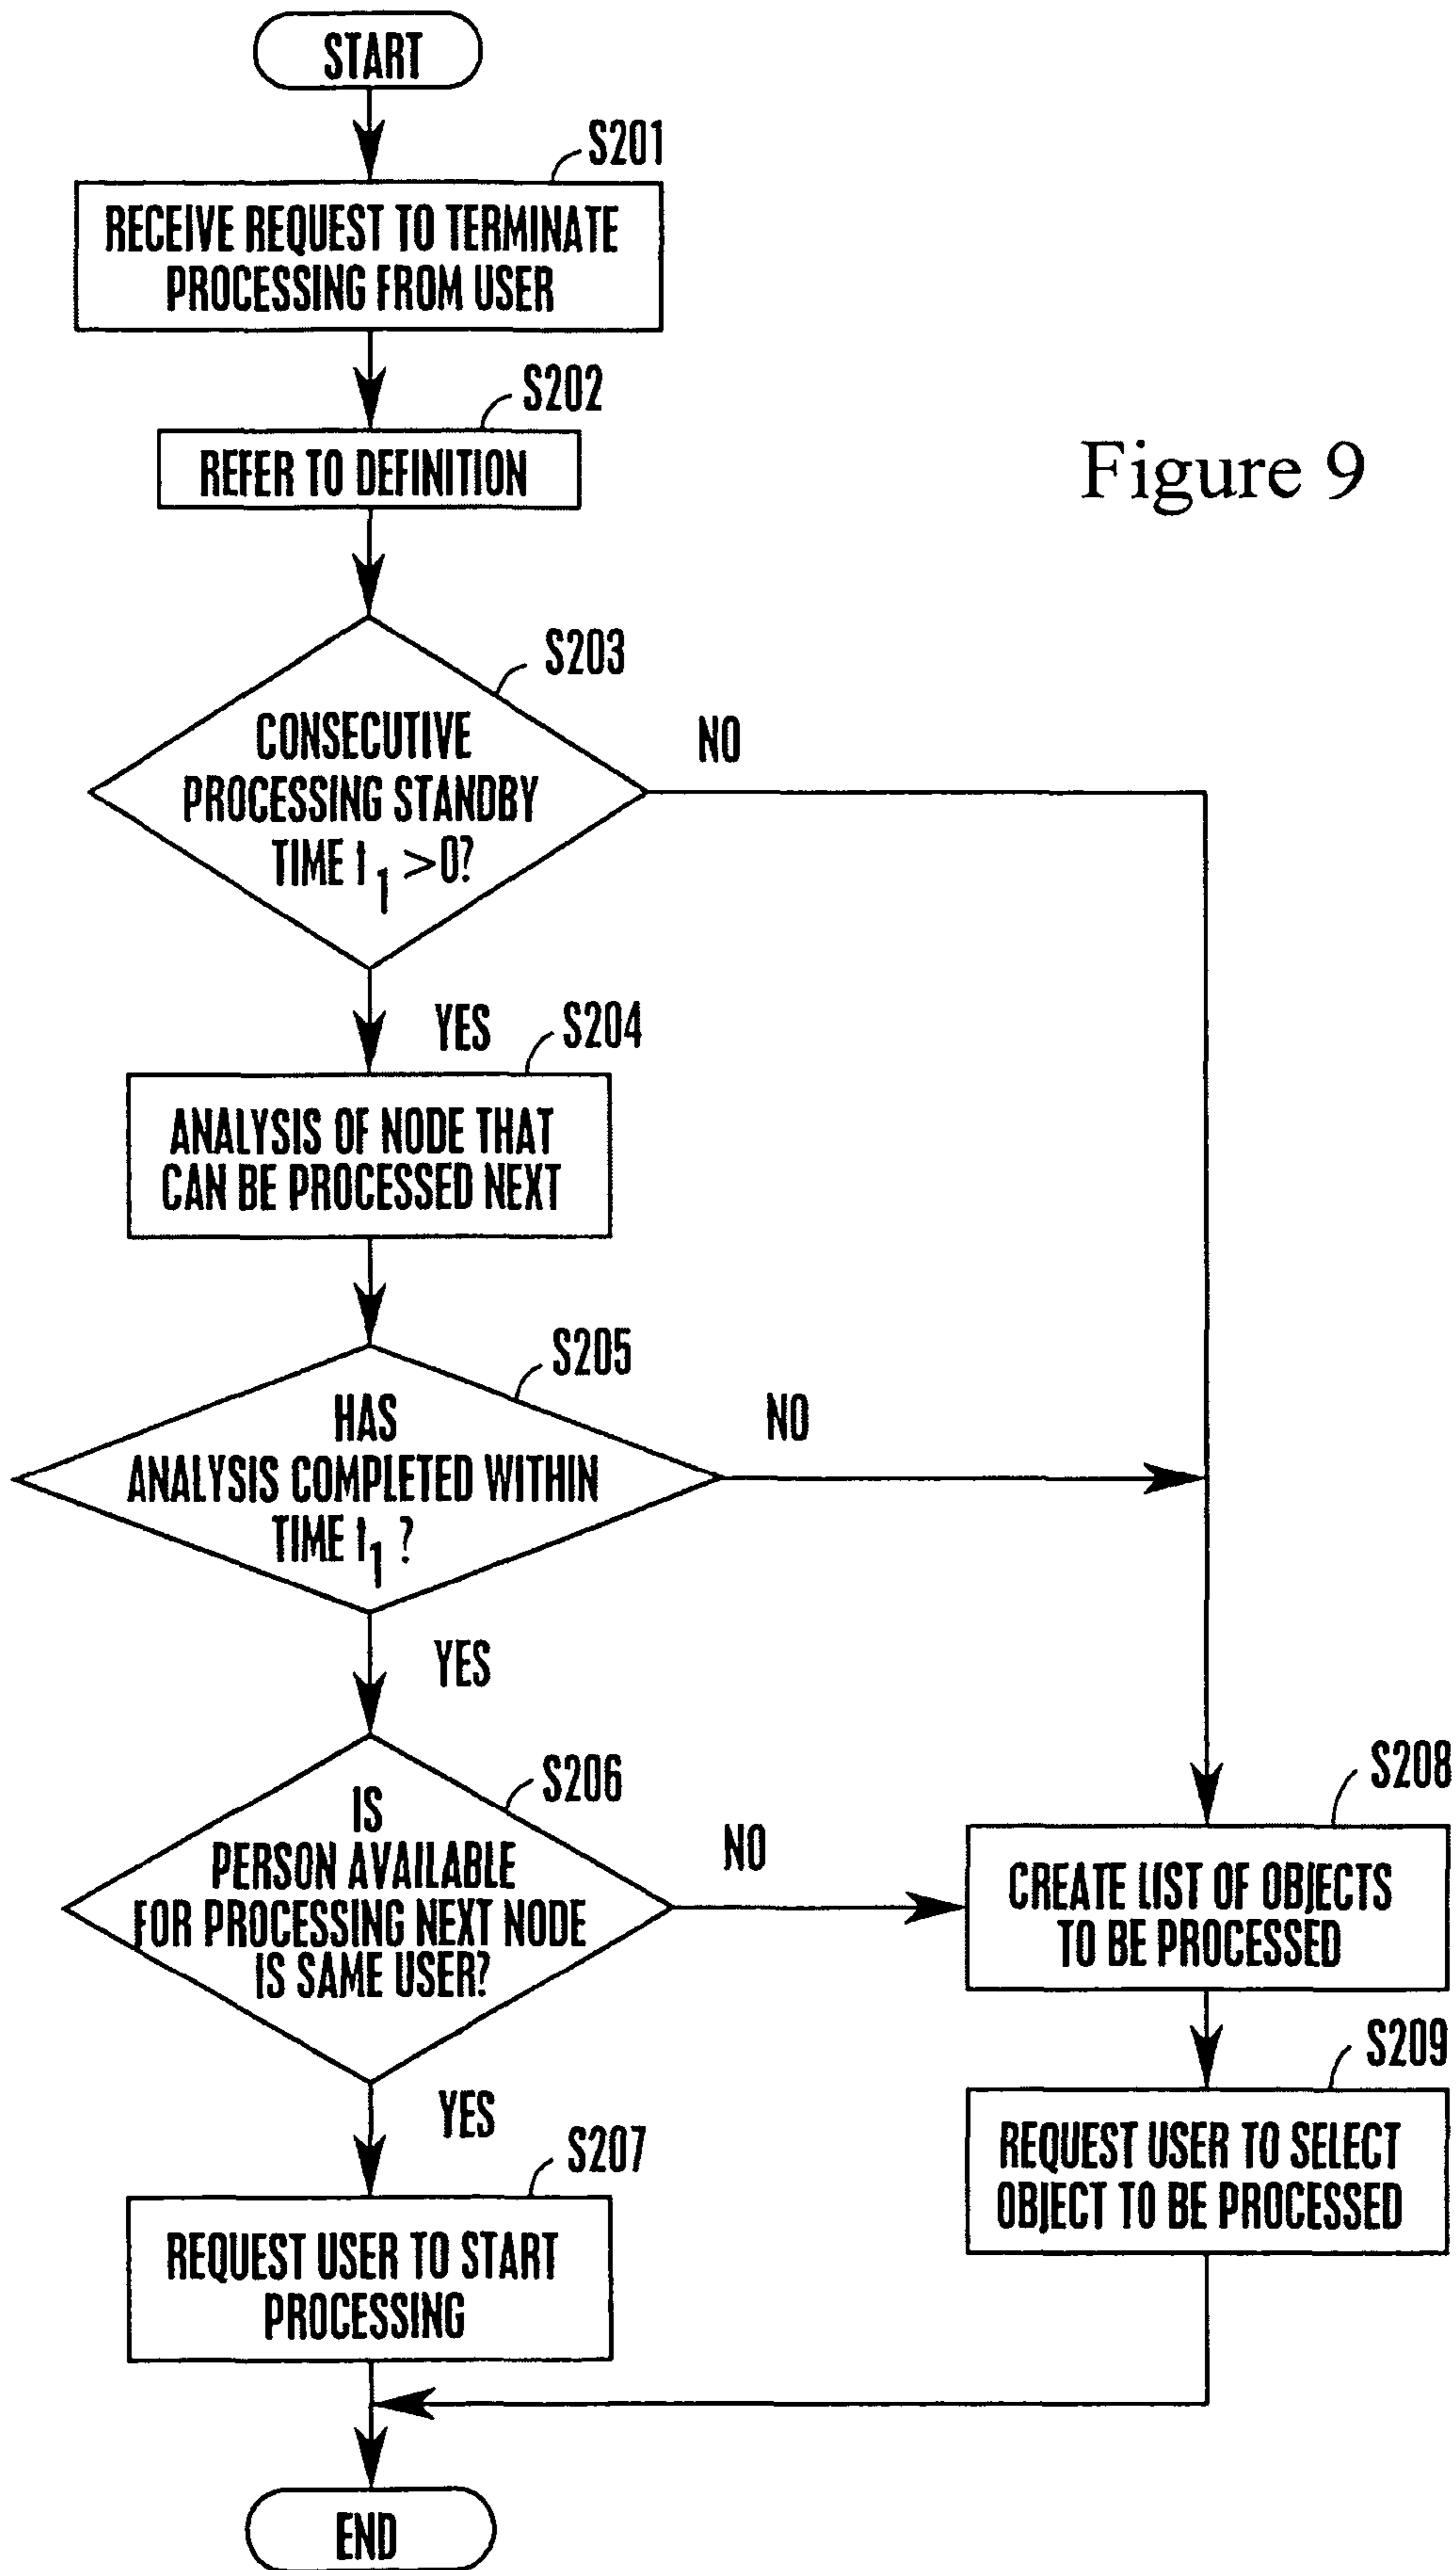 START
S201
RECEIVE REQUEST TO TERMINATE
PROCESSING FROM USER
S202
REFER TO DEFINITION
Figure 9
S203
CONSECUTIVE
PROCESSING STANDBY
TIME t1 >0?
NO
YES
S204
ANALYSIS OF NODE THAT
CAN BE PROCESSED NEXT
S205
HAS
ANALYSIS COMPLETED WITHIN
TIME t1 ?
NO
YES
S206
IS
PERSON AVAILABLE
FOR PROCESSING NEXT NODE
IS SAME USER?
NO
YES
S207
REQUEST USER TO START
PROCESSING
S208
CREATE LIST OF OBJECTS
TO BE PROCESSED
S209
REQUEST USER TO SELECT
OBJECT TO BE PROCESSED
END